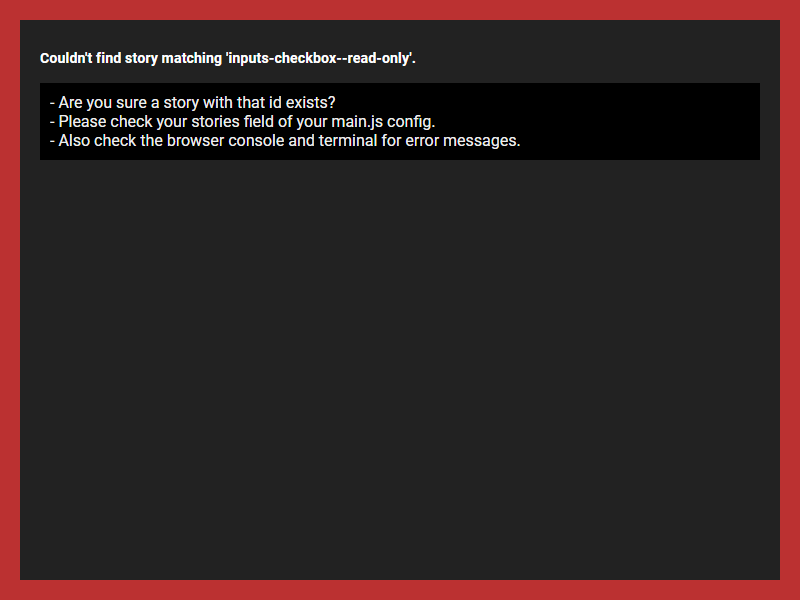 Couldn't find story matching 'inputs-checkbox--read-only'.
- Are you sure a story with that id exists?
- Please check your stories field of your main.js config.
- Also check the browser console and terminal for error messages.